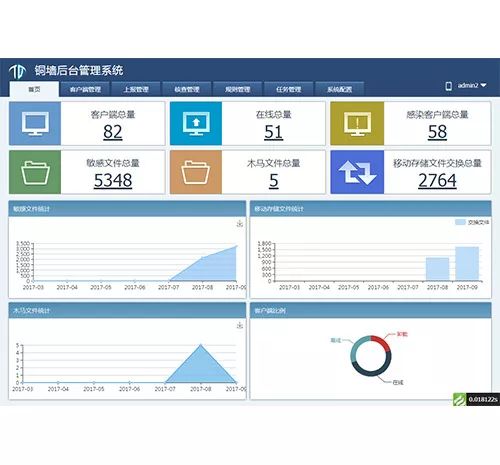 铜墙后台管理系统
首页 客户端管理 上报管理 核查管理 规则管理 任务管理 系统配置 admin2
客户端总量 82
在线总量 51
感染客户端总量 58
敏感文件总量 5348
木马文件总量 5
移动存储文件交换总量 2764
敏感文件统计
3,500
3,000
2,500
2,000
1,500
1,000
500
0
2017-03 2017-04 2017-05 2017-06 2017-07 2017-08 2017-09
移动存储文件统计
交换文件
1,800
1,500
1,200
900
600
300
0
2017-03 2017-04 2017-05 2017-06 2017-07 2017-08 2017-09
木马文件统计
5
4
3
2
1
0
2017-03 2017-04 2017-05 2017-06 2017-07 2017-08 2017-09
客户端比例
离线
卸载
在线
0.018122s